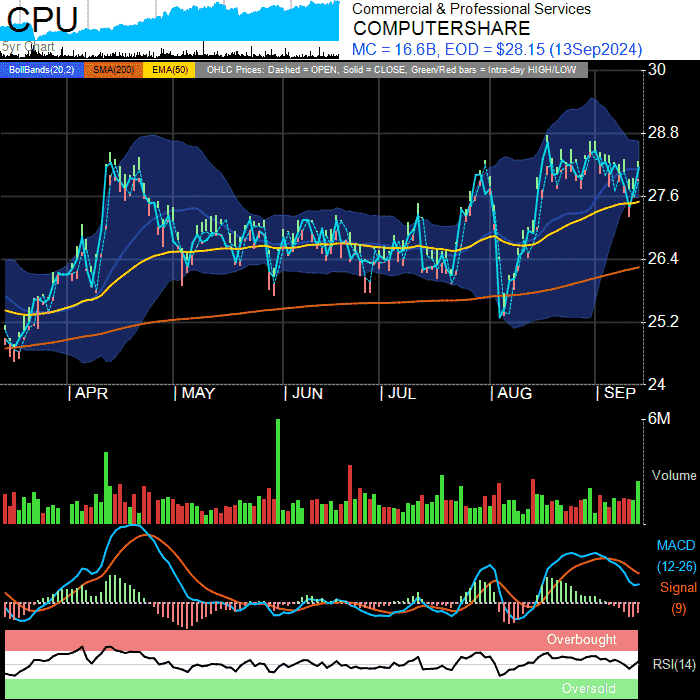 CPU
5yr Chart
Commercial & Professional Services
COMPUTERSHARE
MC = 16.6B, EOD = $28.15 (13Sep2024)
BollBands(20,2) SMA(200) EMA(50) OHLC Prices: Dashed = OPEN, Solid = CLOSE, Green/Red bars = Intra-day HIGH/LOW
30
28.8
27.6
26.4
25.2
24
| APR | MAY | JUN | JUL | AUG | SEP
6M
Volume
MACD
(12-26)
Signal
(9)
Overbought
RSI(14)
Oversold